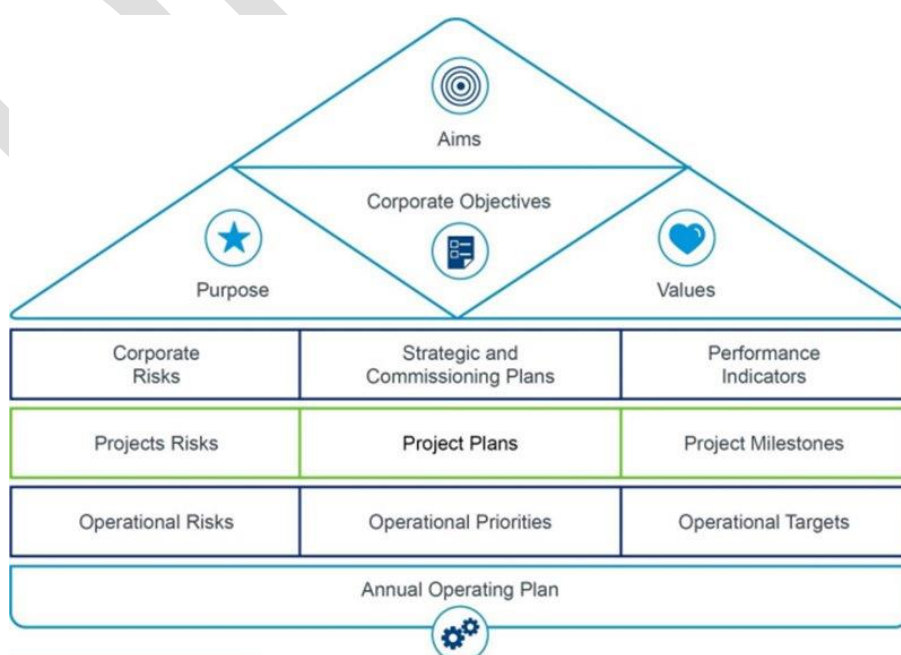 Aims
Corporate Objectives
Purpose
Values
Corporate
Risks
Strategic and
Commissioning Plans
Performance
Indicators
Projects Risks
Project Plans
Project Milestones
Operational Risks
Operational Priorities
Operational Targets
Annual Operating Plan